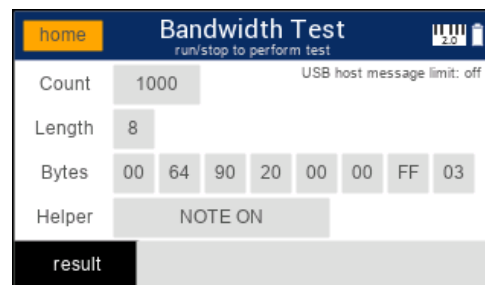 home Bandwidth Test
run/stop to perform test 2.0
USB host message limit: off
Count 1000
Length 8
Bytes 00 64 90 20 00 00 FF 03
Helper NOTE ON
result